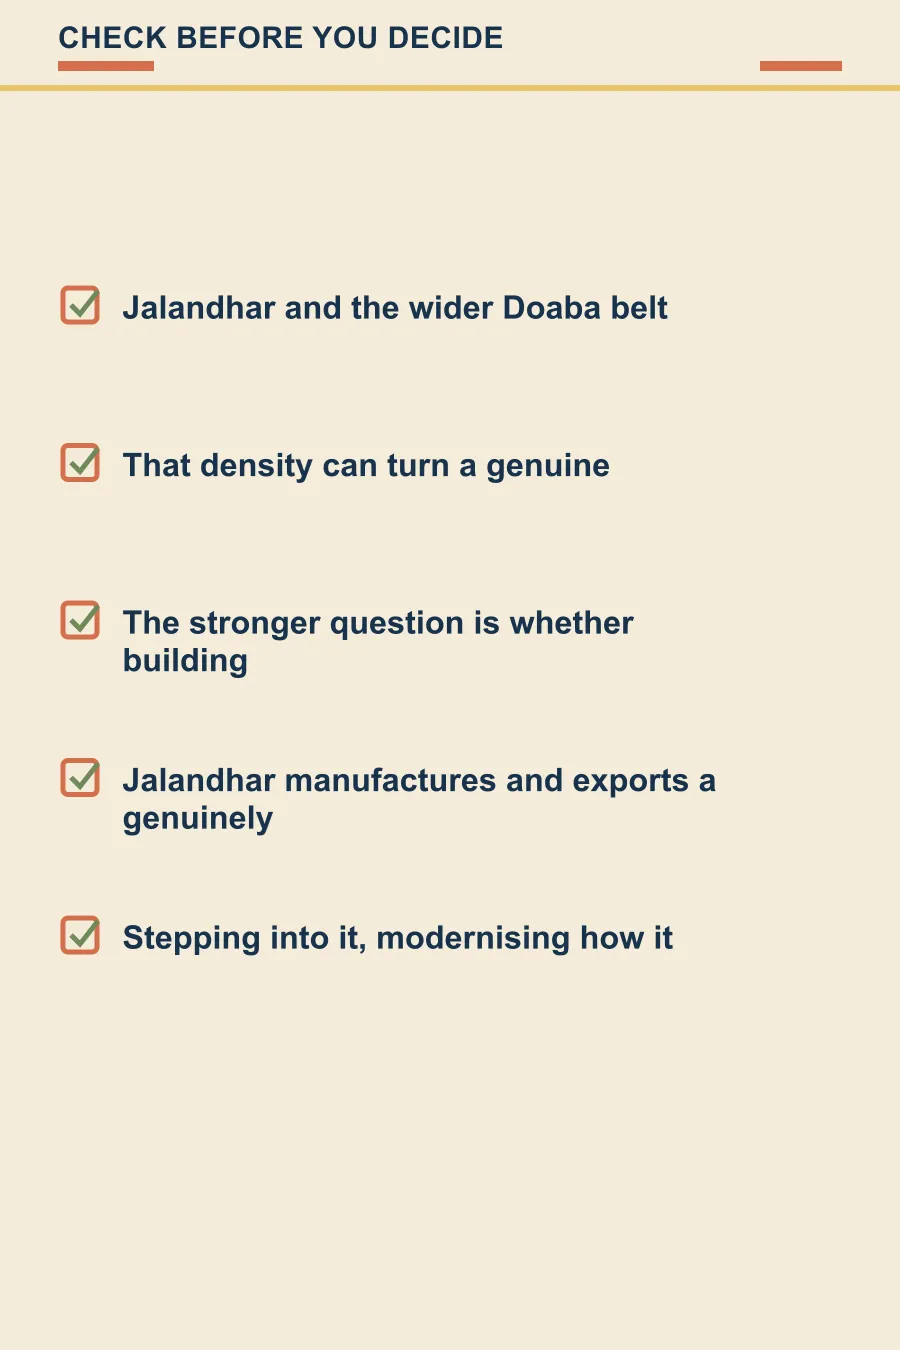 CHECK BEFORE YOU DECIDE
Jalandhar and the wider Doaba belt
That density can turn a genuine
The stronger question is whether
building
Jalandhar manufactures and exports a
genuinely
Stepping into it, modernising how it